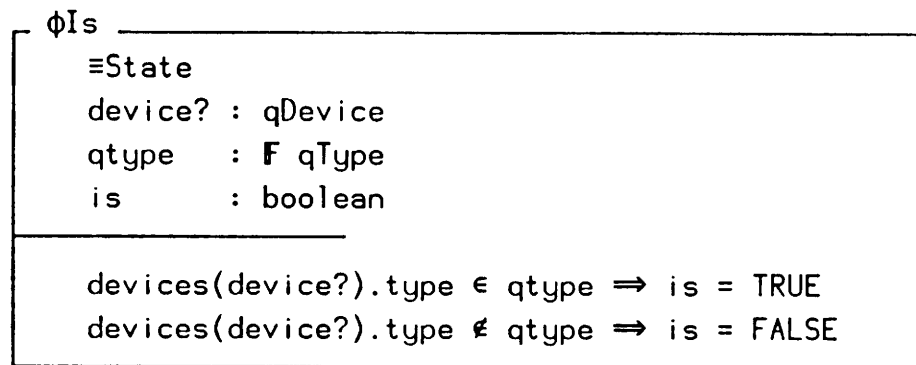 ϕIs
≡State
device? : qDevice
qtype : 𝔽 qType
is : boolean
devices(device?).type ∈ qtype ⇒ is = TRUE
devices(device?).type ∉ qtype ⇒ is = FALSE